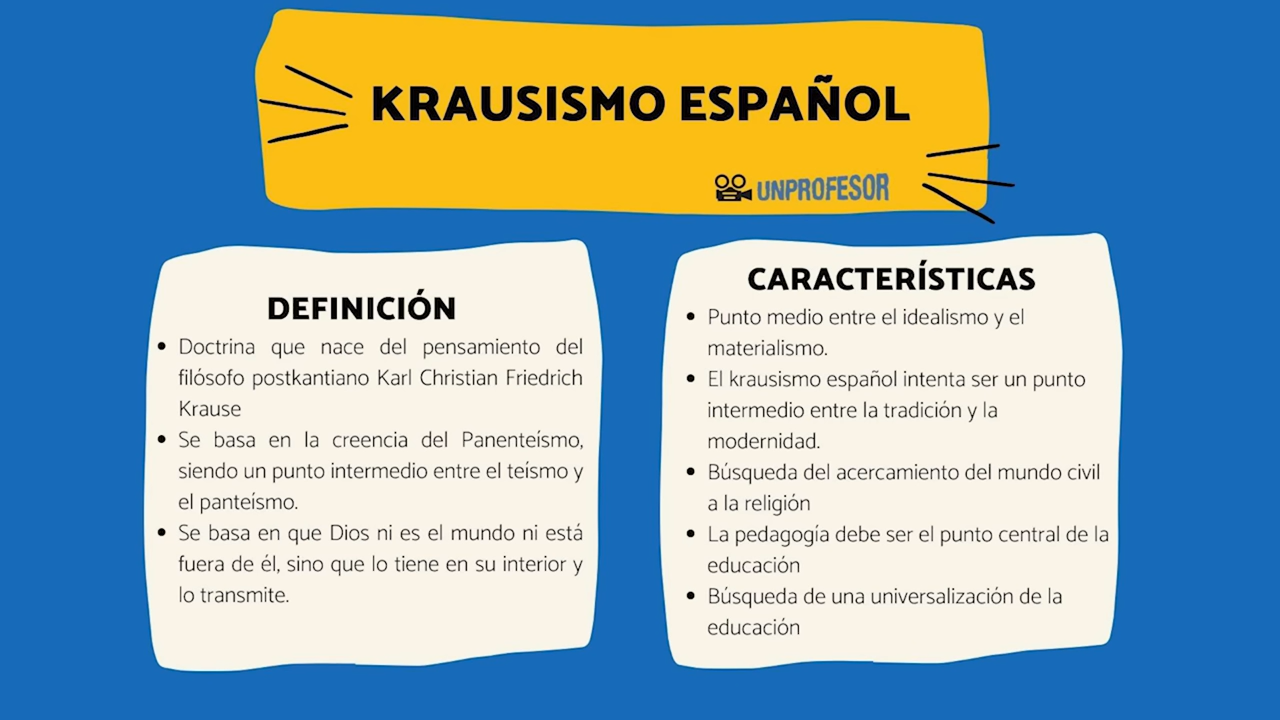 KRAUSISMO ESPAÑOL
UNPROFESOR
DEFINICIÓN
• Doctrina que nace del pensamiento del
filósofo postkantiano Karl Christian Friedrich
Krause
• Se basa en la creencia del Panenteísmo,
siendo un punto intermedio entre el teísmo y
el panteísmo.
• Se basa en que Dios ni es el mundo ni está
fuera de él, sino que lo tiene en su interior y
lo transmite.
CARACTERÍSTICAS
• Punto medio entre el idealismo y el
materialismo.
• El krausismo español intenta ser un punto
intermedio entre la tradición y la
modernidad.
• Búsqueda del acercamiento del mundo civil
a la religión
• La pedagogía debe ser el punto central de la
educación
• Búsqueda de una universalización de la
educación